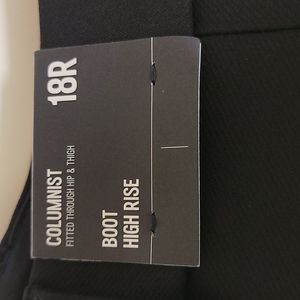 18R
COLUMNIST
FITTED THROUGH HIP & THIGH
BOOT
HIGH RISE